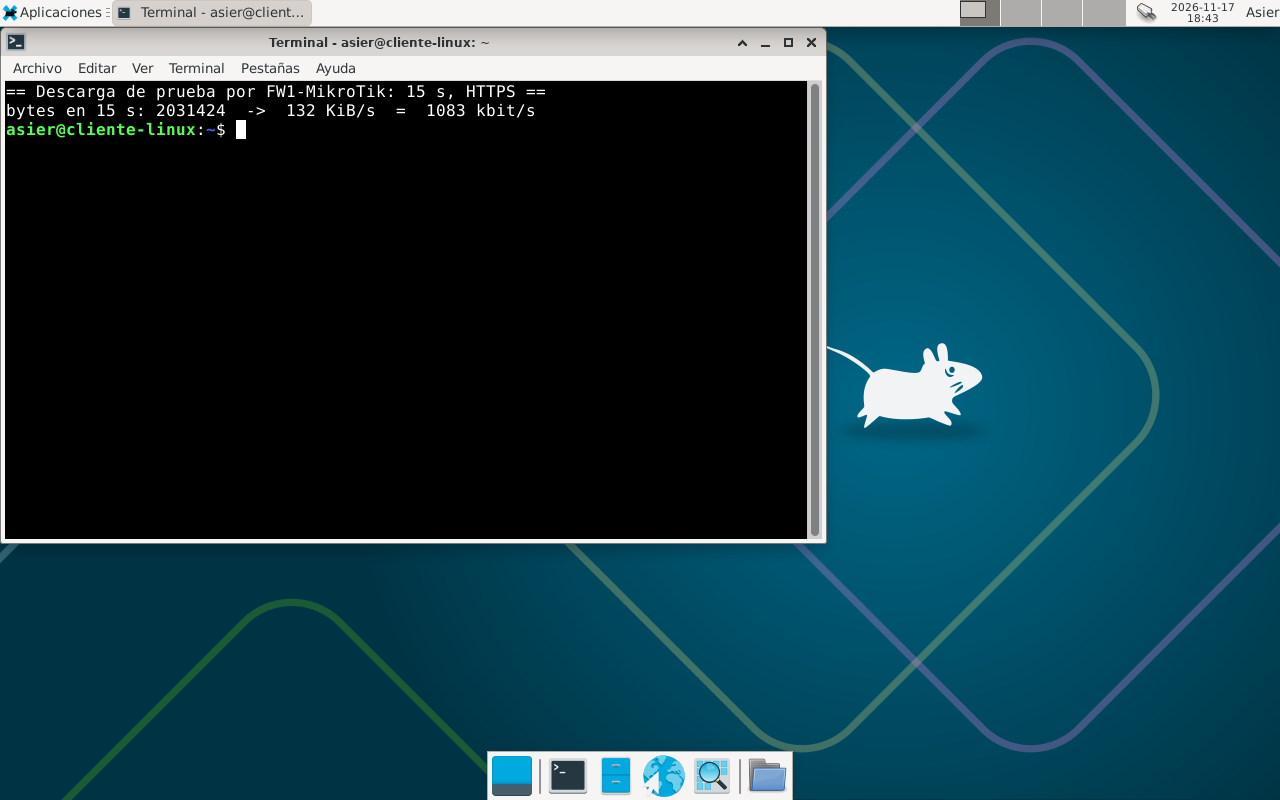 Aplicaciones
Terminal - asier@client...
2026-11-17
18:43
Asier
Terminal - asier@cliente-linux: ~
Archivo Editar Ver Terminal Pestañas Ayuda
== Descarga de prueba por FW1-MikroTik: 15 s, HTTPS ==
bytes en 15 s: 2031424  ->  132 KiB/s  =  1083 kbit/s
asier@cliente-linux:~$